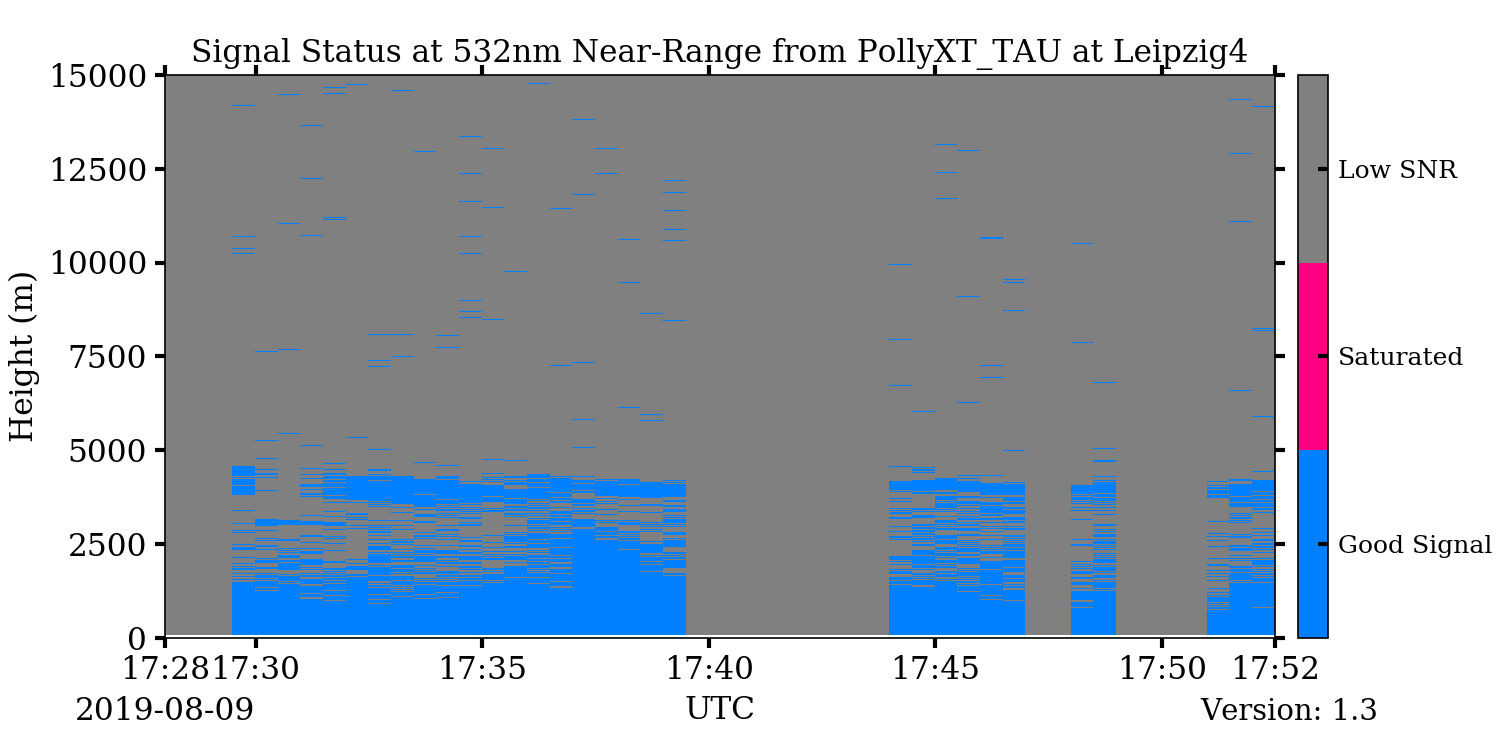 Signal Status at 532nm Near-Range from PollyXT_TAU at Leipzig4
15000
12500
10000
7500
5000
2500
0
Height (m)
17:28
17:30
17:35
17:40
17:45
17:50
17:52
2019-08-09
UTC
Version: 1.3
Low SNR
Saturated
Good Signal